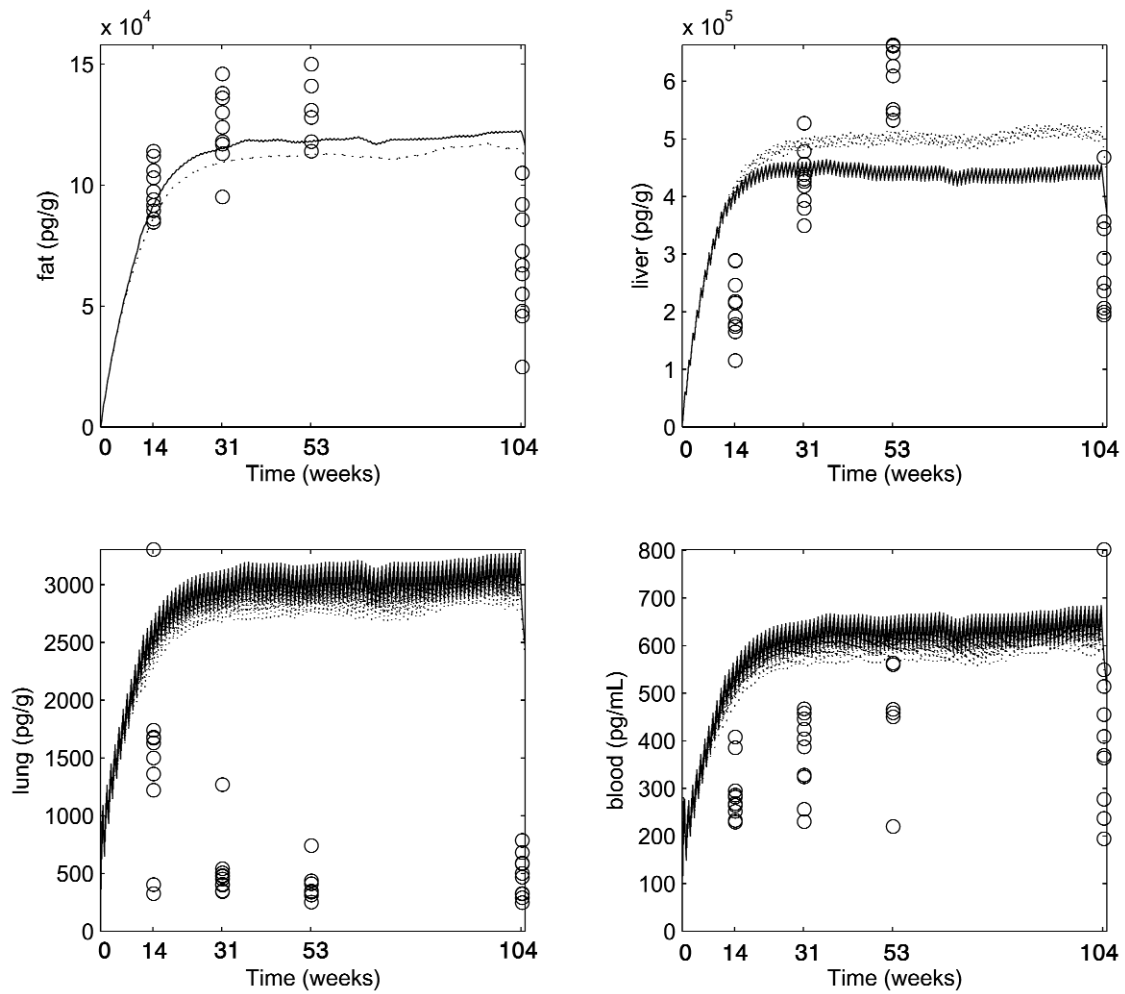 x 10^4
15
10
5
0
fat (pg/g)
0 14 31 53 104
Time (weeks)
x 10^5
6
5
4
3
2
1
0
liver (pg/g)
0 14 31 53 104
Time (weeks)
3000
2500
2000
1500
1000
500
0
lung (pg/g)
0 14 31 53 104
Time (weeks)
800
700
600
500
400
300
200
100
0
blood (pg/mL)
0 14 31 53 104
Time (weeks)